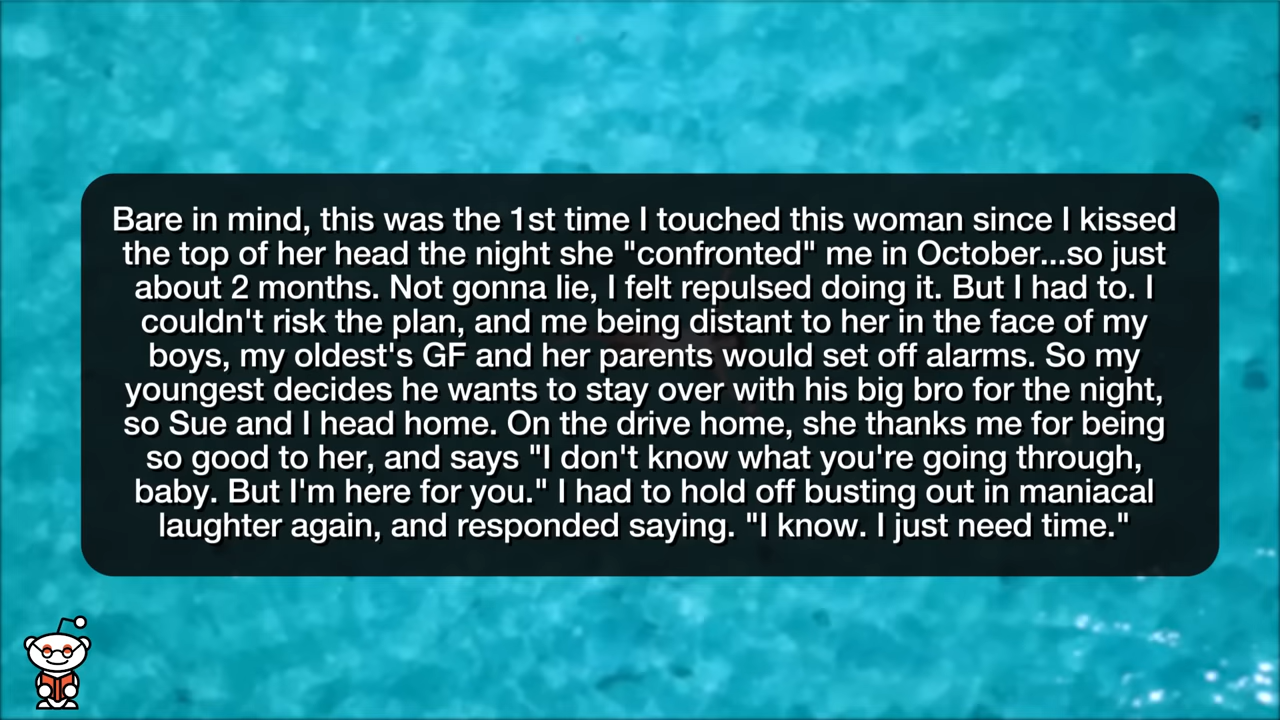 Bare in mind, this was the 1st time I touched this woman since I kissed
the top of her head the night she "confronted" me in October...so just
about 2 months. Not gonna lie, I felt repulsed doing it. But I had to. I
couldn't risk the plan, and me being distant to her in the face of my
boys, my oldest's GF and her parents would set off alarms. So my
youngest decides he wants to stay over with his big bro for the night,
so Sue and I head home. On the drive home, she thanks me for being
so good to her, and says "I don't know what you're going through,
baby. But I'm here for you." I had to hold off busting out in maniacal
laughter again, and responded saying. "I know. I just need time."